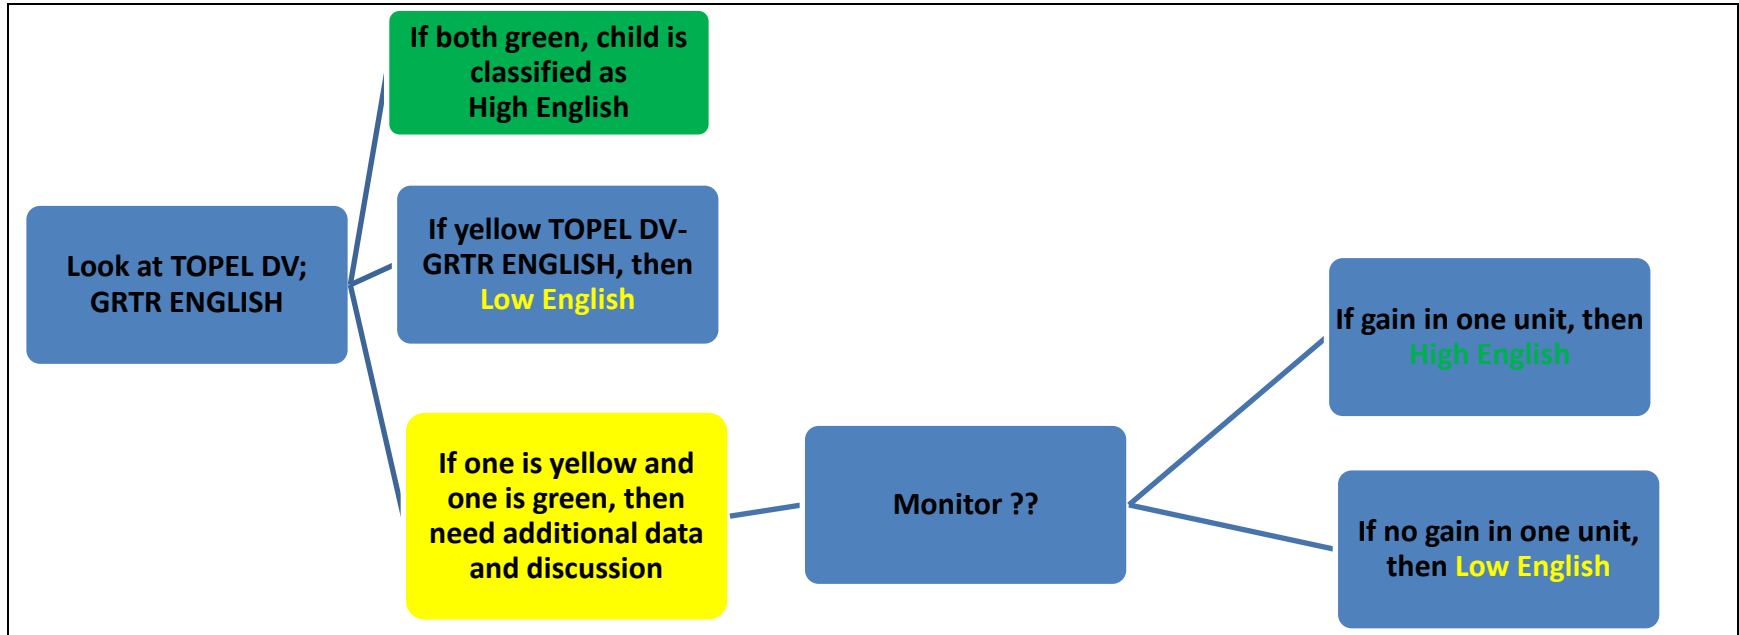 If both green, child is
classified as
High English
Look at TOPEL DV;
GRTR ENGLISH
If yellow TOPEL DV-
GRTR ENGLISH, then
Low English
If one is yellow and
one is green, then
need additional data
and discussion
Monitor ??
If gain in one unit, then
High English
If no gain in one unit,
then Low English